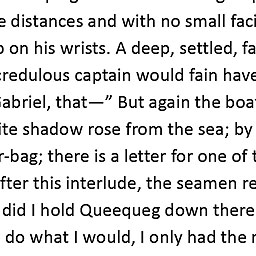 e distances and with no small faci
o on his wrists. A deep, settled, fa
credulous captain would fain have
Gabriel, that—” But again the boa
ite shadow rose from the sea; by
r-bag; there is a letter for one of t
fter this interlude, the seamen re
did I hold Queequeg down there
do what I would, I only had the